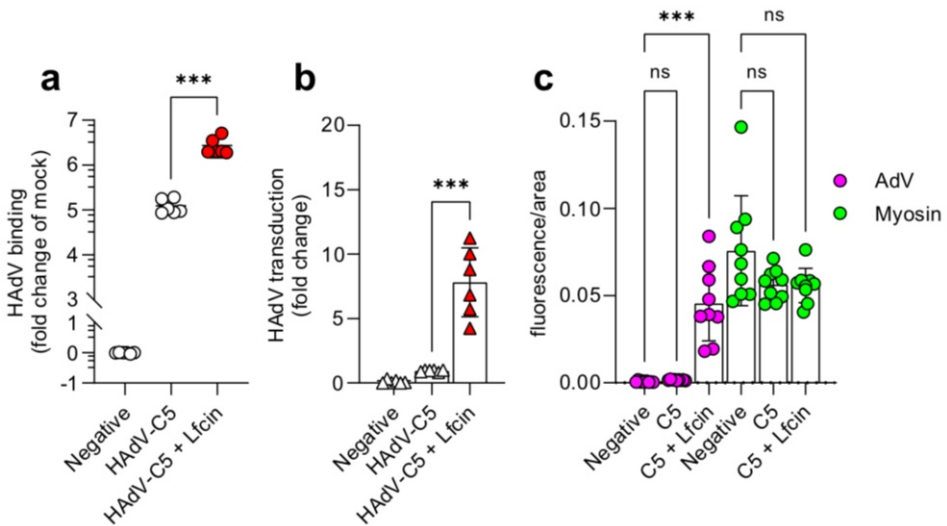 a
***
HAdV binding
(fold change of mock)
7
6
5
4
3
1
0
-1
Negative
HAdV-C5
HAdV-C5 + Lfcin
b
***
HAdV transduction
(fold change)
20
15
10
5
0
Negative
HAdV-C5
HAdV-C5 + Lfcin
c
***
ns
ns
ns
fluorescence/area
0.15
0.10
0.05
0.00
Negative
C5
C5 + Lfcin
Negative
C5
C5 + Lfcin
AdV
Myosin